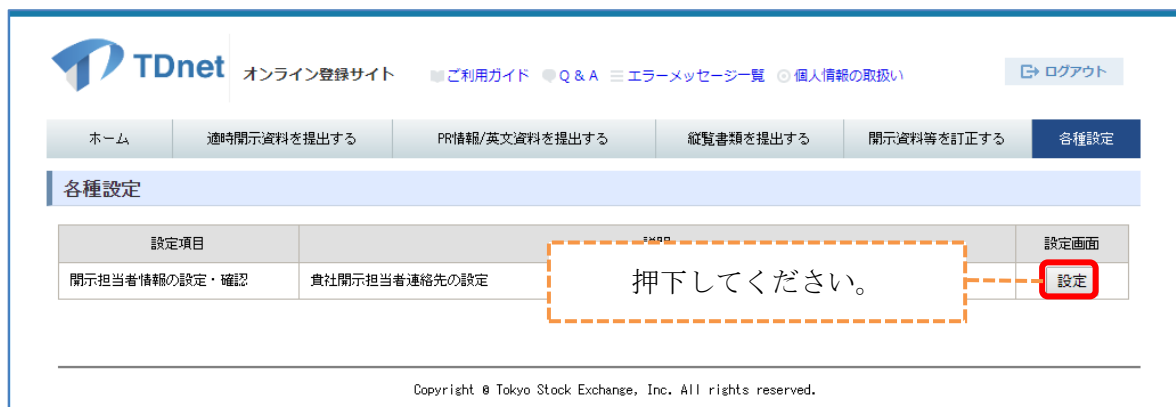 TDnet オンライン登録サイト ご利用ガイド Q & A エラーメッセージ一覧 個人情報の取扱い ログアウト
ホーム 適時開示資料を提出する PR情報/英文資料を提出する 縦覧書類を提出する 開示資料等を訂正する 各種設定
各種設定
設定項目 設定画面
開示担当者情報の設定・確認 貴社開示担当者連絡先の設定 押下してください。 設定
Copyright @ Tokyo Stock Exchange, Inc. All rights reserved.